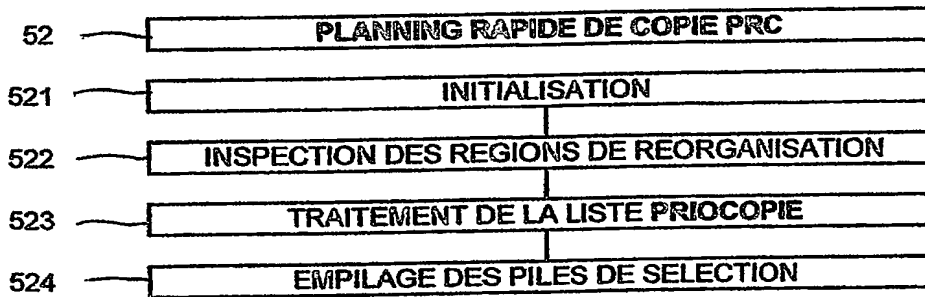 52 PLANNING RAPIDE DE COPIE PRC
521 INITIALISATION
522 INSPECTION DES REGIONS DE REORGANISATION
523 TRAITEMENT DE LA LISTE PRIOCOPIE
524 EMPILAGE DES PILES DE SELECTION